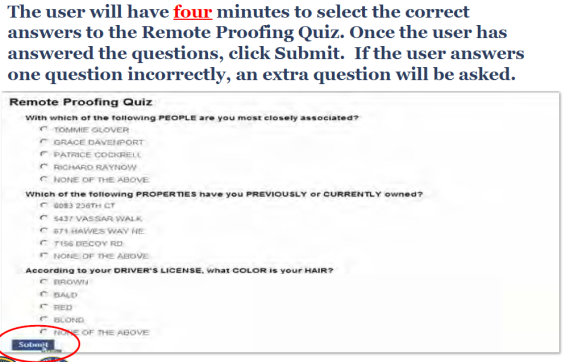 The user will have four minutes to select the correct
answers to the Remote Proofing Quiz. Once the user has
answered the questions, click Submit. If the user answers
one question incorrectly, an extra question will be asked.
Remote Proofing Quiz
With which of the following PEOPLE are you most closely associated?
TOMMIE GLOVER
GRACE DAVENPORT
PATRICE COCKRELL
RICHARD RAYNOW
NONE OF THE ABOVE
Which of the following PROPERTIES have you PREVIOUSLY or CURRENTLY owned?
6083 238TH CT
5437 VASSAR WALK
871 HAWES WAY NE
7156 DECOY RD
NONE OF THE ABOVE
According to your DRIVER'S LICENSE, what COLOR is your HAIR?
BROWN
BALD
RED
BLOND
NONE OF THE ABOVE
Submit